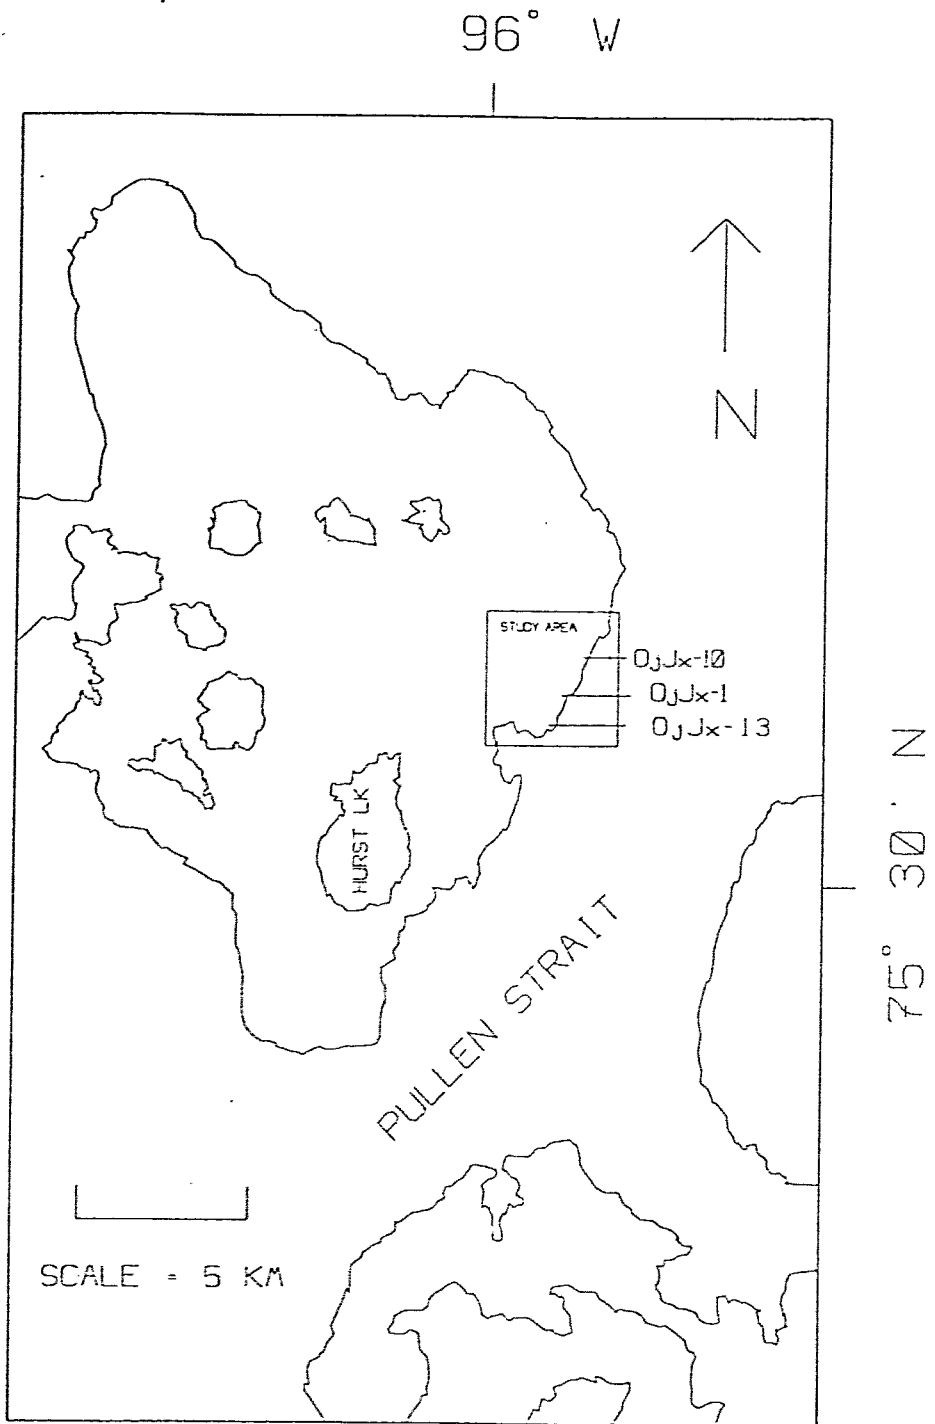 96° W
N
STUDY AREA
OjJx-10
OjJx-1
OjJx-13
HURST LK
75° 30' N
PULLEN STRAIT
SCALE = 5 KM